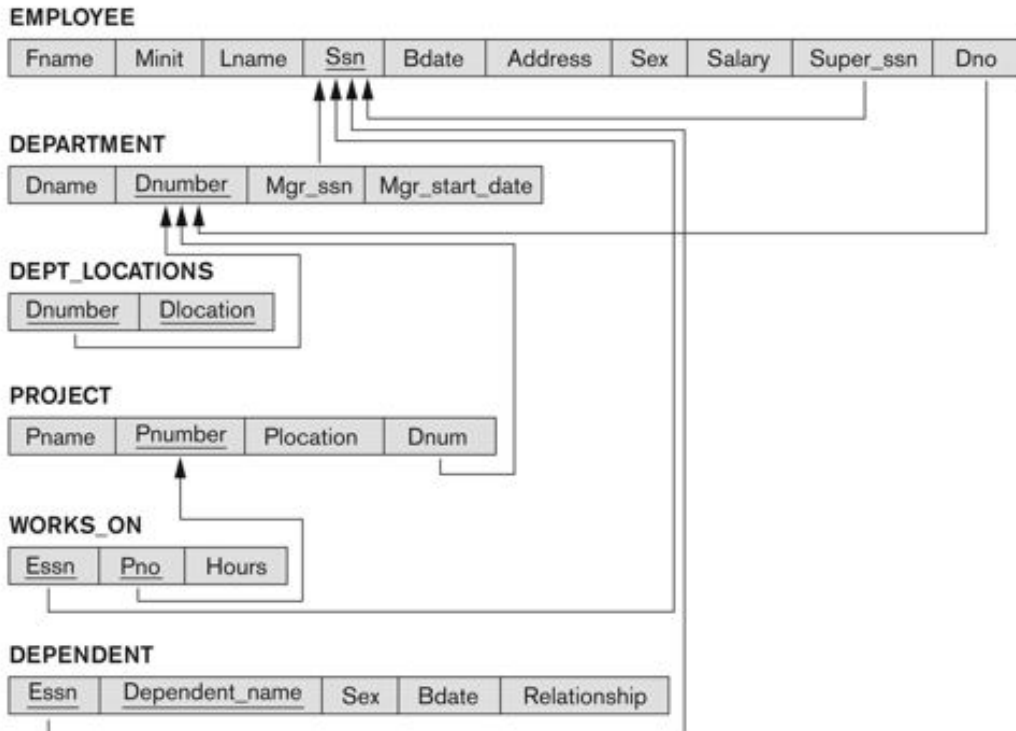 EMPLOYEE
Fname Minit Lname Ssn Bdate Address Sex Salary Super_ssn Dno
DEPARTMENT
Dname Dnumber Mgr_ssn Mgr_start_date
DEPT_LOCATIONS
Dnumber Dlocation
PROJECT
Pname Pnumber Plocation Dnum
WORKS_ON
Essn Pno Hours
DEPENDENT
Essn Dependent_name Sex Bdate Relationship